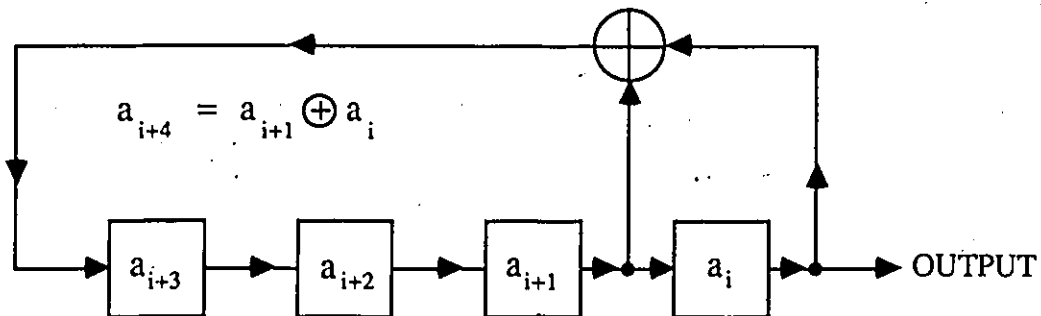 a_{i+4} = a_{i+1} ⊕ a_i
a_{i+3} a_{i+2} a_{i+1} a_i OUTPUT